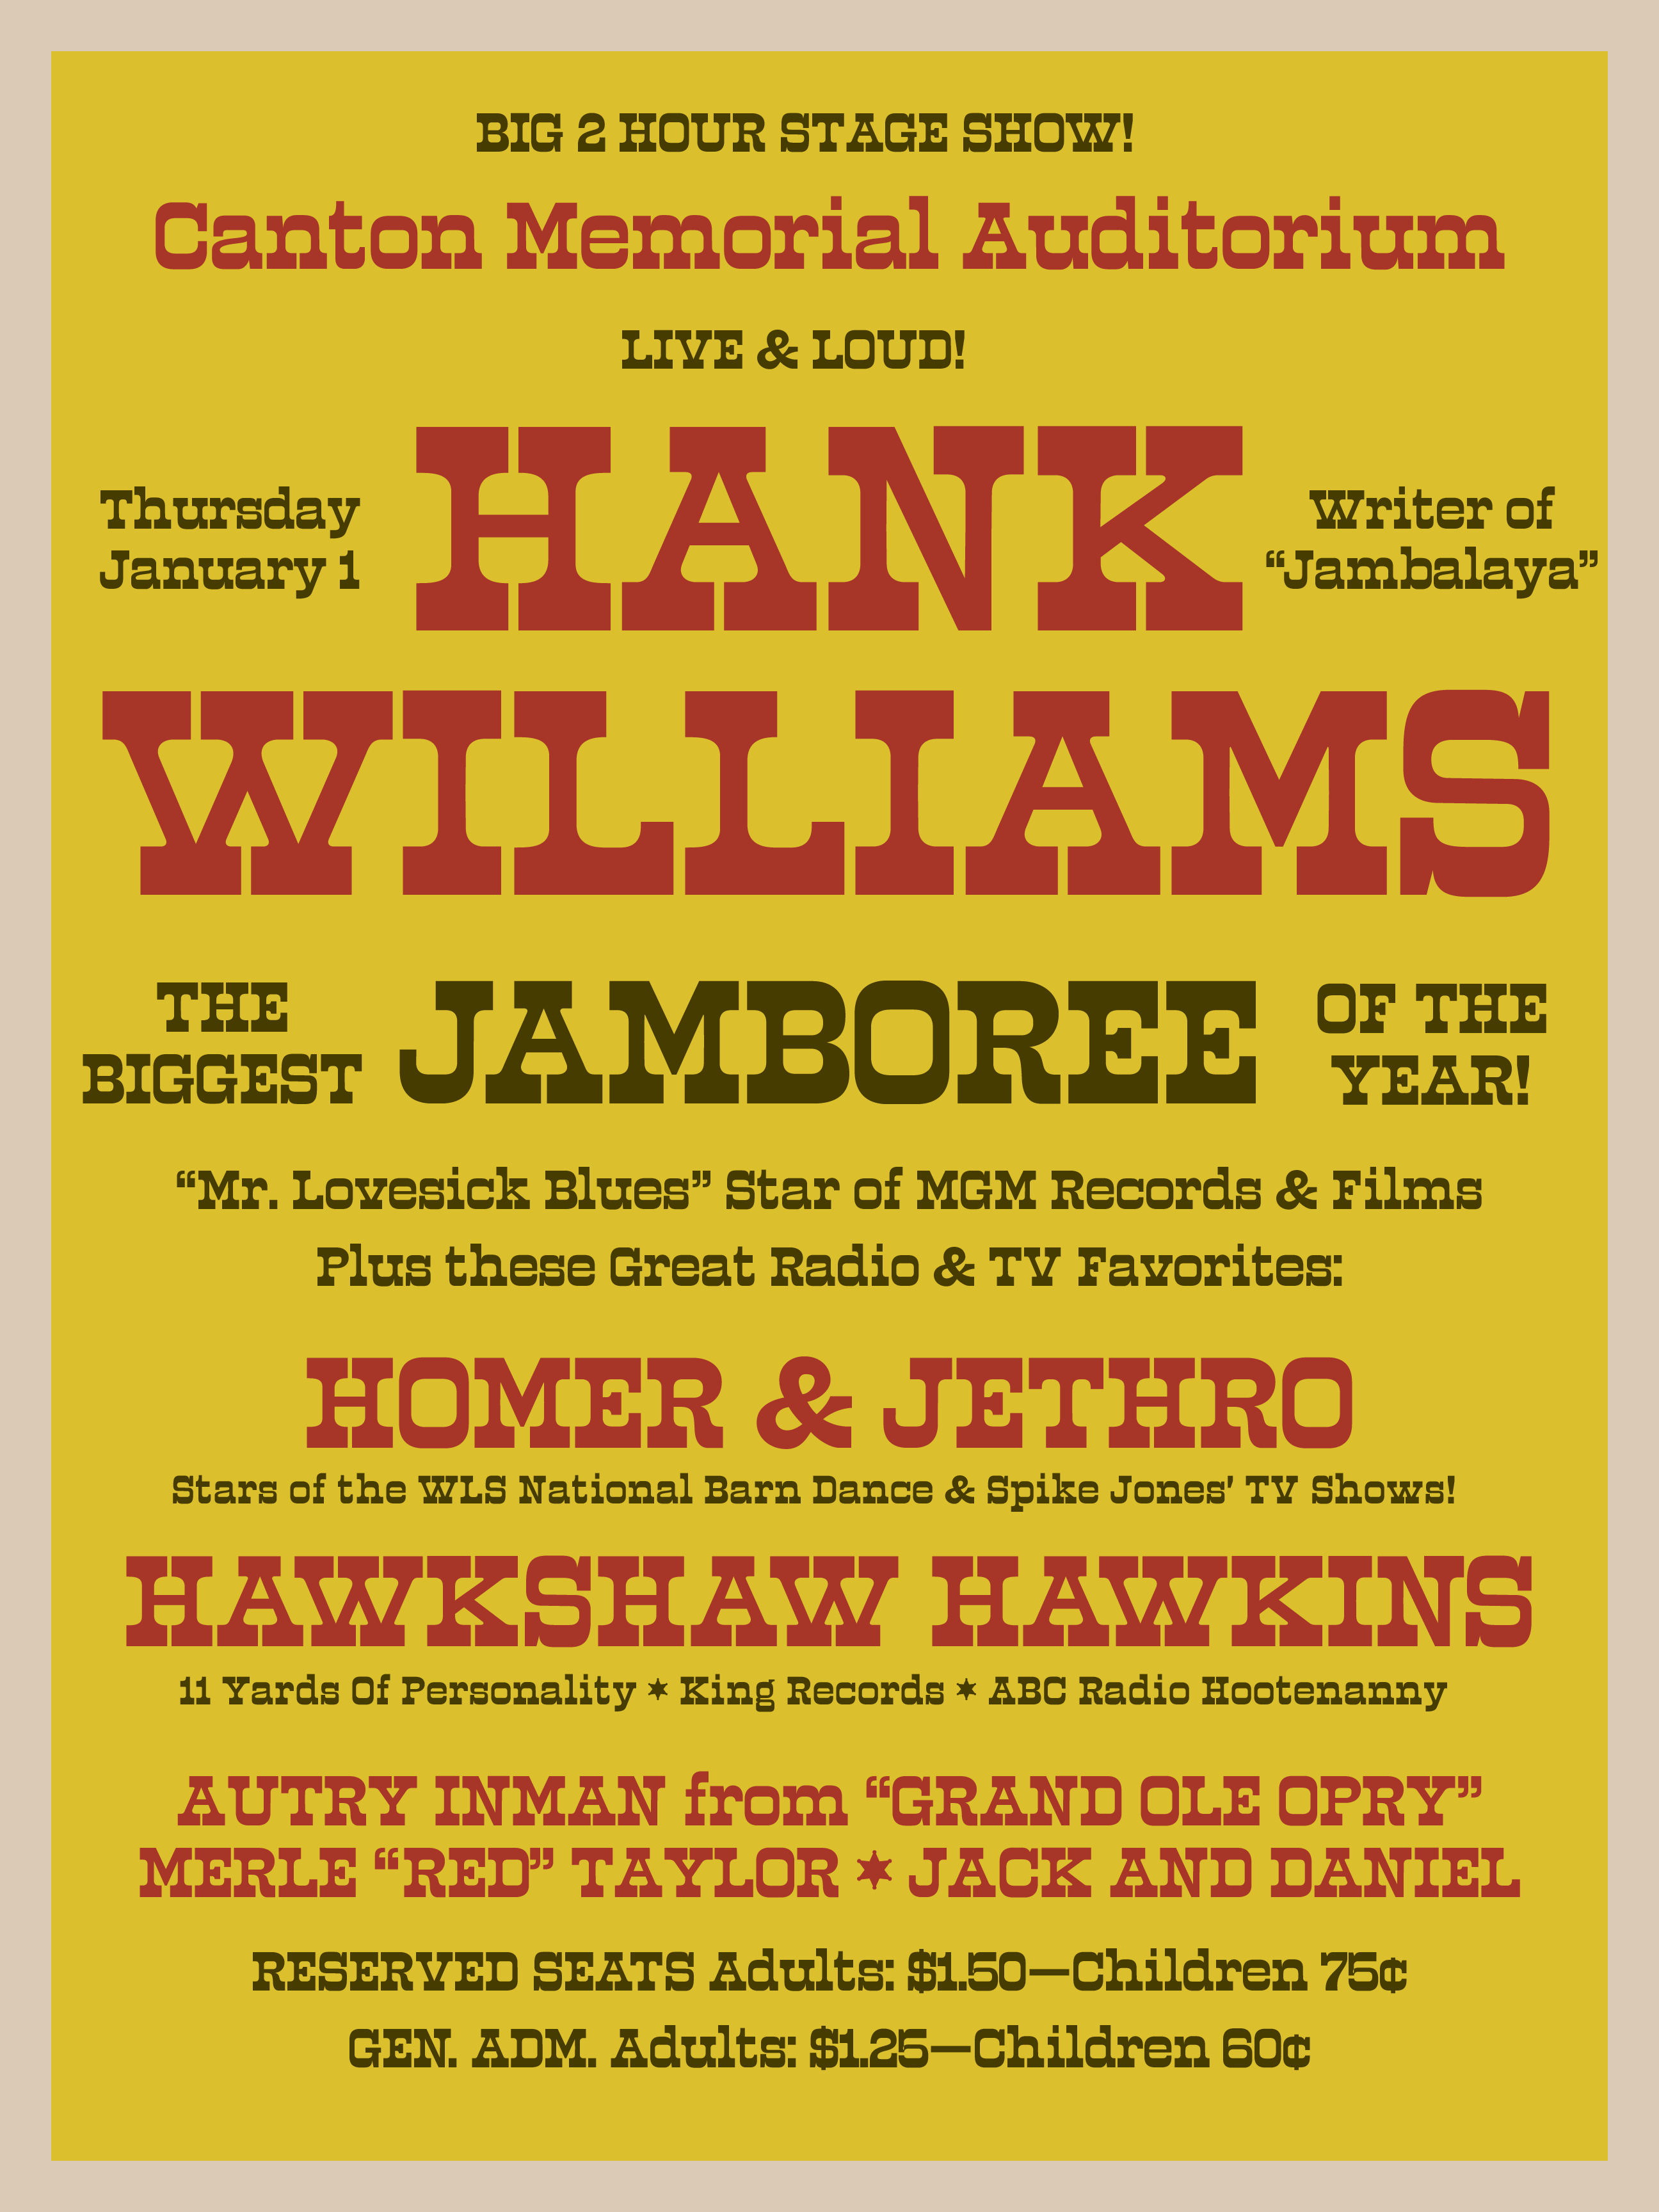 BIG 2 HOUR STAGE SHOW!
Canton Memorial Auditorium
LIVE & LOUD!
Thursday
January 1
HANK
Writer of
“Jambalaya”
WILLIAMS
THE
BIGGEST
JAMBOREE
OF THE
YEAR!
“Mr. Lovesick Blues” Star of MGM Records & Films
Plus these Great Radio & TV Favorites:
HOMER & JETHRO
Stars of the WLS National Barn Dance & Spike Jones’ TV Shows!
HAWKSHAW HAWKINS
11 Yards Of Personality ✶ King Records ✶ ABC Radio Hootenanny
AUTRY INMAN from “GRAND OLE OPRY”
MERLE “RED” TAYLOR ✶ JACK AND DANIEL
RESERVED SEATS Adults: $1.50—Children 75¢
GEN. ADM. Adults: $1.25—Children 60¢